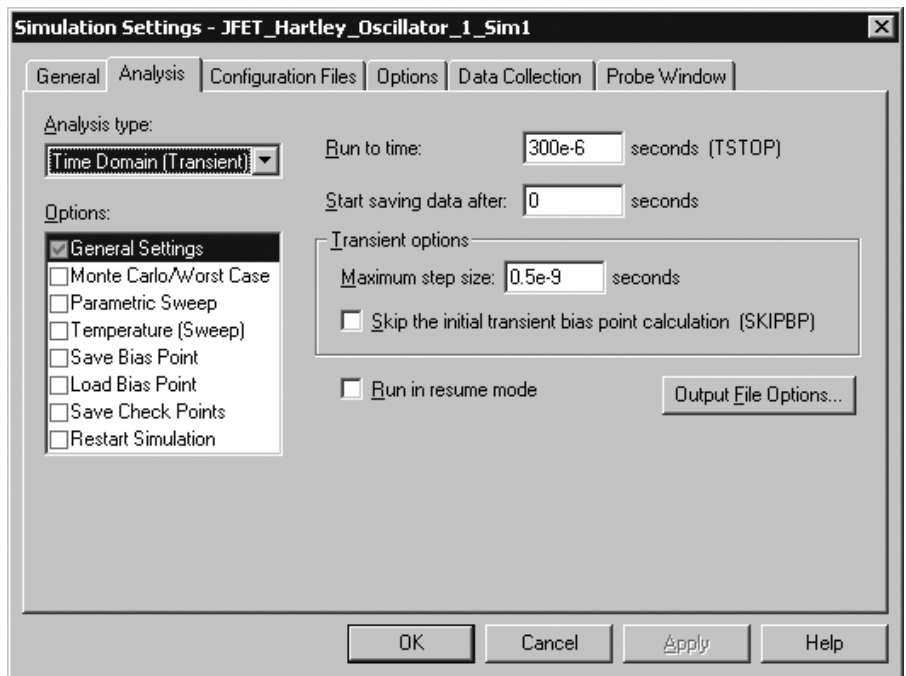 Simulation Settings - JFET_Hartley_Oscillator_1_Sim1
General Analysis Configuration Files Options Data Collection Probe Window
Analysis type:
Time Domain (Transient)
Options:
General Settings
Monte Carlo/Worst Case
Parametric Sweep
Temperature (Sweep)
Save Bias Point
Load Bias Point
Save Check Points
Restart Simulation
Run to time: 300e-6 seconds (TSTOP)
Start saving data after: 0 seconds
Transient options
Maximum step size: 0.5e-9 seconds
Skip the initial transient bias point calculation (SKIPBP)
Run in resume mode
Output File Options...
OK Cancel Apply Help